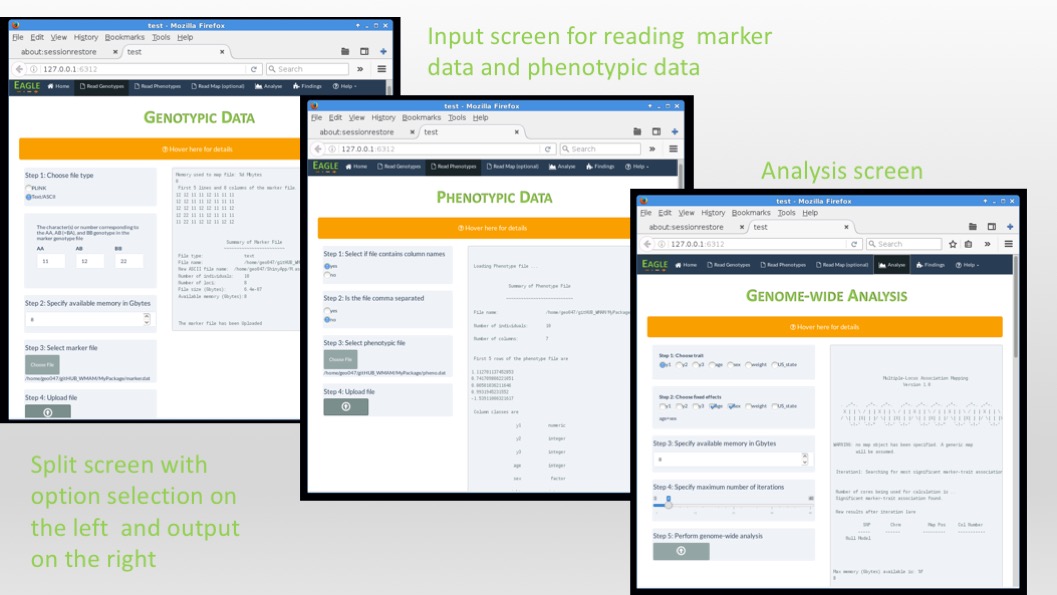 Input screen for reading marker
data and phenotypic data
Analysis screen
Split screen with
option selection on
the left and output
on the right
test - Mozilla Firefox
File Edit View History Bookmarks Tools Help
about:sessionrestore
test
127.0.0.1:6312
Search
EAGLE Home Read Genotypes Read Phenotypes Read Map (optional) Analyse Findings Help
GENOTYPIC DATA
Hover here for details
Step 1: Choose file type
PLINK
Text/ASCII
The character(s) or number corresponding to
the AA, AB (=BA), and BB genotype in the
marker genotype file
AA AB BB
11 12 22
Step 2: Specify available memory in Gbytes
8
Step 3: Select marker file
Choose File
/home/geo047/gitHUB_WMAM/MyPackage/marker.dat
Step 4: Upload file
First 5 lines and 8 columns of the marker file.
Summary of Marker File
File type: text
Number of loci: 8
Available memory (Gbytes):8
The marker file has been Uploaded
test - Mozilla Firefox
File Edit View History Bookmarks Tools Help
about:sessionrestore
test
127.0.0.1:6312
Search
EAGLE Home Read Genotypes Read Phenotypes Read Map (optional) Analyse Findings Help
PHENOTYPIC DATA
Hover here for details
Step 1: Select if file contains column names
yes
no
Step 2: Is the file comma separated
yes
no
Step 3: Select phenotypic file
Choose File
/home/geo047/gitHUB_WMAM/MyPackage/pheno.dat
Step 4: Upload file
Loading Phenotype file ...
Summary of Phenotype File
Number of individuals: 10
Number of columns: 7
First 5 rows of the phenotype file are
Column classes are
y1 numeric
y2 integer
y3 integer
age integer
sex factor
test - Mozilla Firefox
File Edit View History Bookmarks Tools Help
about:sessionrestore
test
127.0.0.1:6312
Search
EAGLE Home Read Genotypes Read Phenotypes Read Map (optional) Analyse Findings Help
GENOME-WIDE ANALYSIS
Hover here for details
Step 1: Choose trait
y1 y2 y3 age sex weight US_state
Step 2: Choose fixed effects
y1 y2 y3 age sex weight US_state
age+sex
Step 3: Specify available memory in Gbytes
8
Step 4: Specify maximum number of iterations
Step 5: Perform genome-wide analysis
Multiple-Locus Association Mapping
Version 1.0
WARNING: no map object has been specified. A generic map
will be assumed
Number of cores being used for calculation is ..
Significant marker-trait association found.
New results after iteration 1are
SNP Chrm Map Pos Col Number
Null Model